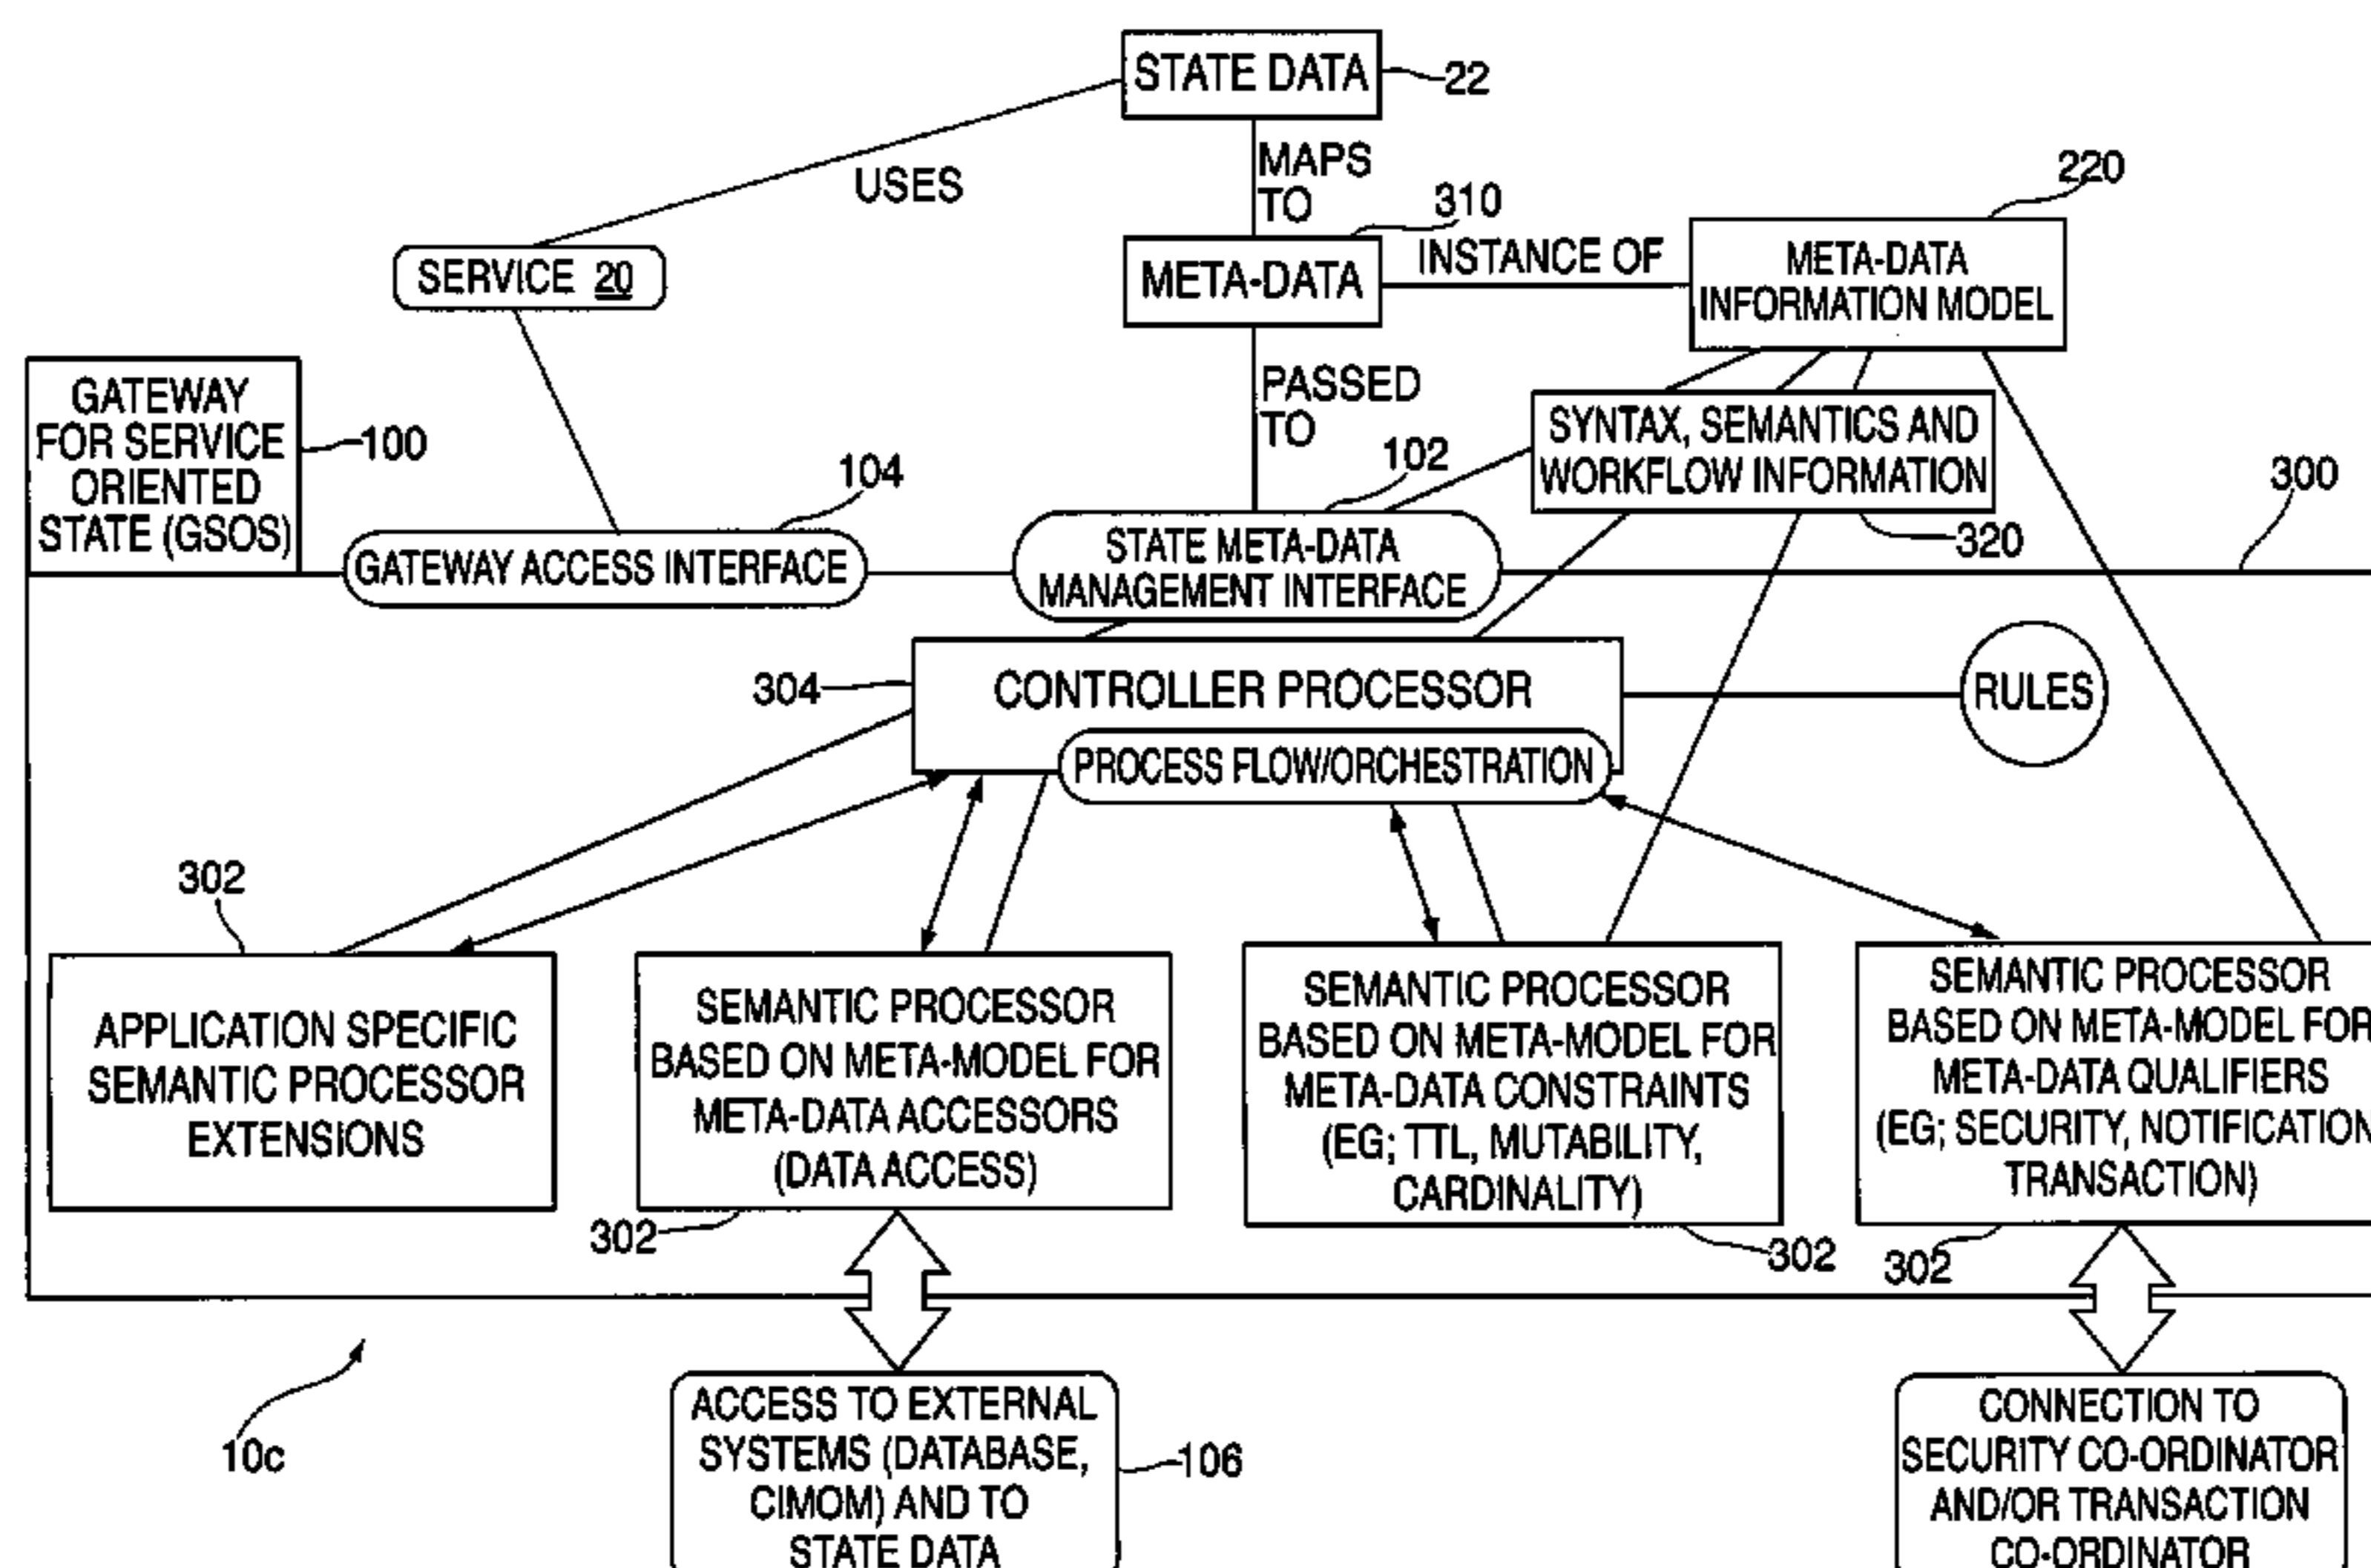 STATE DATA
22
USES
MAPS
TO
310
220
SERVICE 20
META-DATA
INSTANCE OF
META-DATA
INFORMATION MODEL
GATEWAY
FOR SERVICE
ORIENTED
STATE (GSOS)
100
PASSED
TO
SYNTAX, SEMANTICS AND
WORKFLOW INFORMATION
320
104
102
300
GATEWAY ACCESS INTERFACE
STATE META-DATA
MANAGEMENT INTERFACE
304
CONTROLLER PROCESSOR
RULES
PROCESS FLOW/ORCHESTRATION
302
APPLICATION SPECIFIC
SEMANTIC PROCESSOR
EXTENSIONS
SEMANTIC PROCESSOR
BASED ON META-MODEL FOR
META-DATA ACCESSORS
(DATA ACCESS)
302
SEMANTIC PROCESSOR
BASED ON META-MODEL FOR
META-DATA CONSTRAINTS
(EG; TTL, MUTABILITY,
CARDINALITY)
302
SEMANTIC PROCESSOR
BASED ON META-MODEL FOR
META-DATA QUALIFIERS
(EG; SECURITY, NOTIFICATION
TRANSACTION)
302
10c
ACCESS TO EXTERNAL
SYSTEMS (DATABASE,
CIMOM) AND TO
STATE DATA
106
CONNECTION TO
SECURITY CO-ORDINATOR
AND/OR TRANSACTION
CO-ORDINATOR